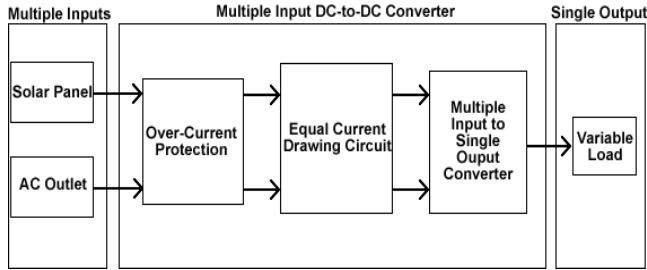 Multiple Inputs
Multiple Input DC-to-DC Converter
Single Output
Solar Panel
AC Outlet
Over-Current
Protection
Equal Current
Drawing Circuit
Multiple
Input to
Single
Ouput
Converter
Variable
Load